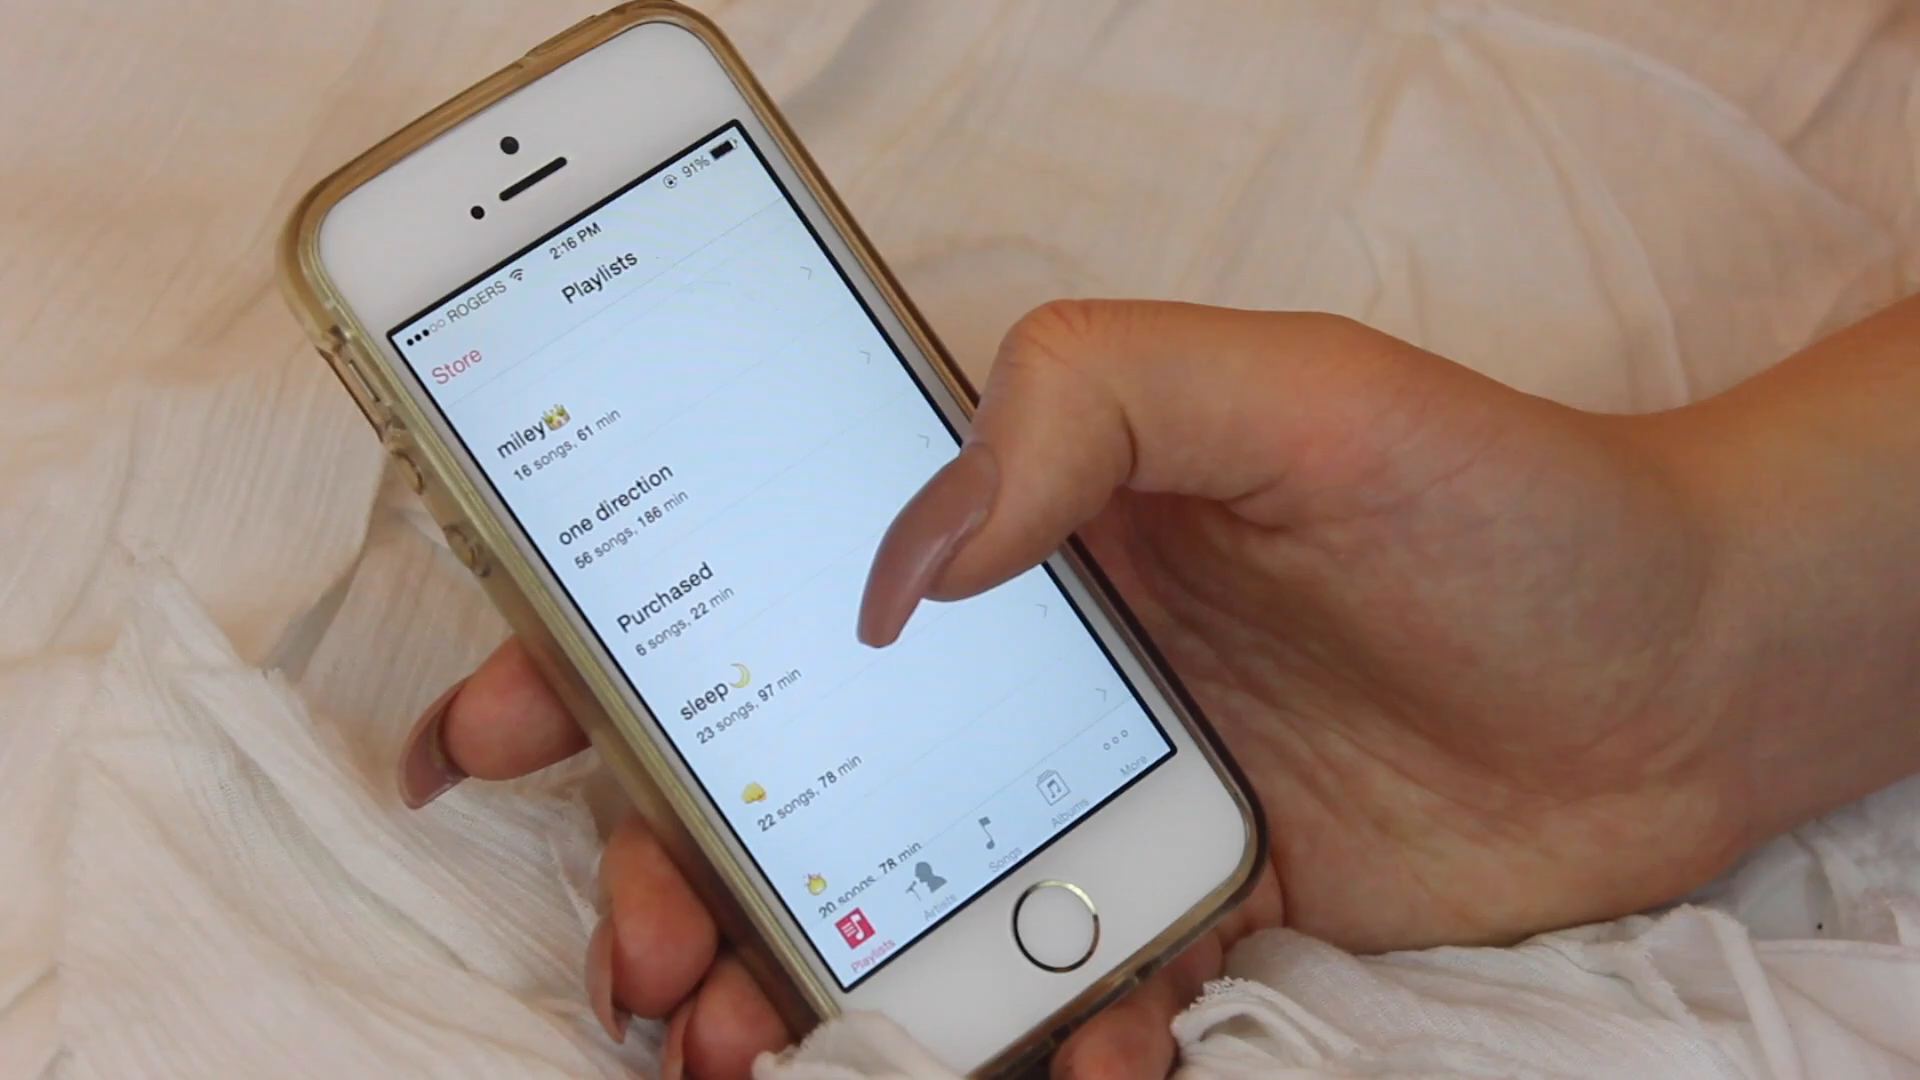 ROGERS 2:16 PM 91%
Store Playlists
miley👑
16 songs, 61 min
one direction
56 songs, 186 min
Purchased
6 songs, 22 min
sleep🌙
23 songs, 97 min
👊
22 songs, 78 min
🔥
20 songs, 78 min
Playlists Artists Songs Albums More